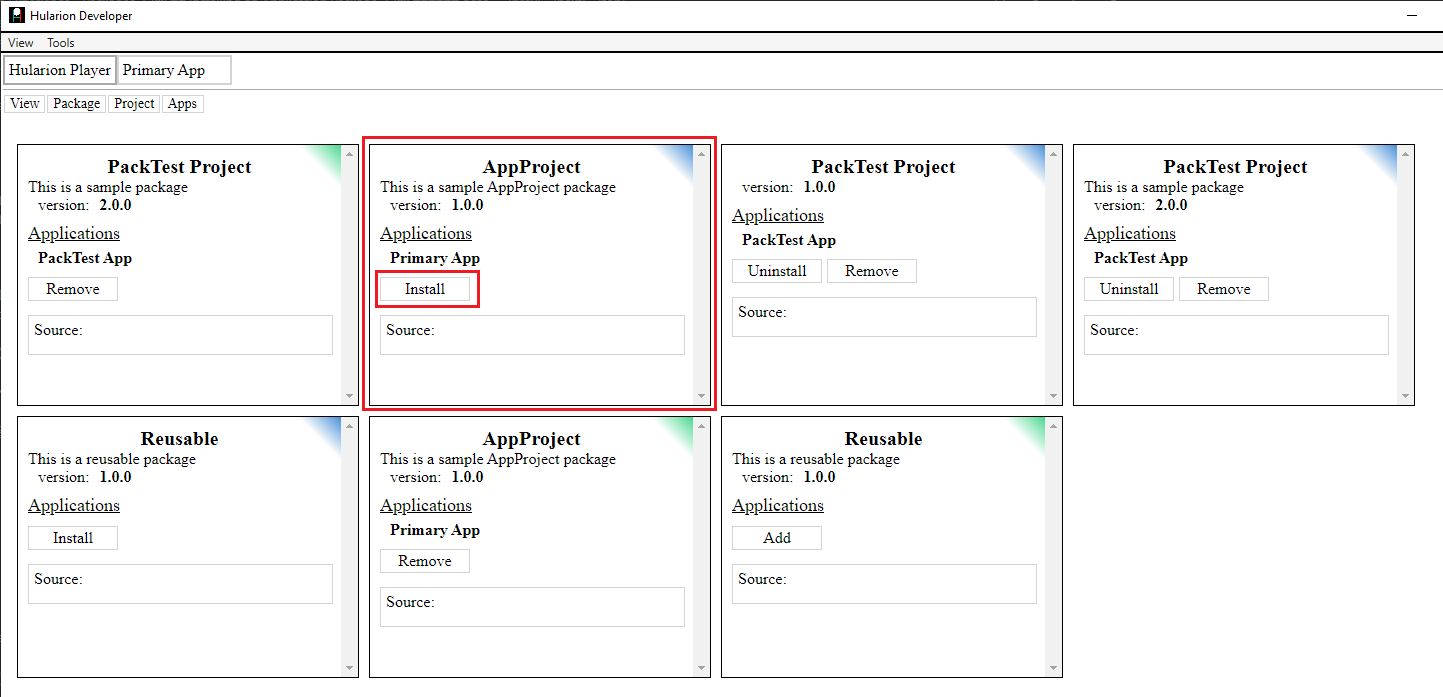 Hularion Developer
View Tools
Hularion Player Primary App
View Package Project Apps
PackTest Project
This is a sample package
version: 2.0.0
Applications
PackTest App
Remove
Source:
AppProject
This is a sample AppProject package
version: 1.0.0
Applications
Primary App
Install
Source:
PackTest Project
version: 1.0.0
Applications
PackTest App
Uninstall Remove
Source:
PackTest Project
This is a sample package
version: 2.0.0
Applications
PackTest App
Uninstall Remove
Source:
Reusable
This is a reusable package
version: 1.0.0
Applications
Install
Source:
AppProject
This is a sample AppProject package
version: 1.0.0
Applications
Primary App
Remove
Source:
Reusable
This is a reusable package
version: 1.0.0
Applications
Add
Source: